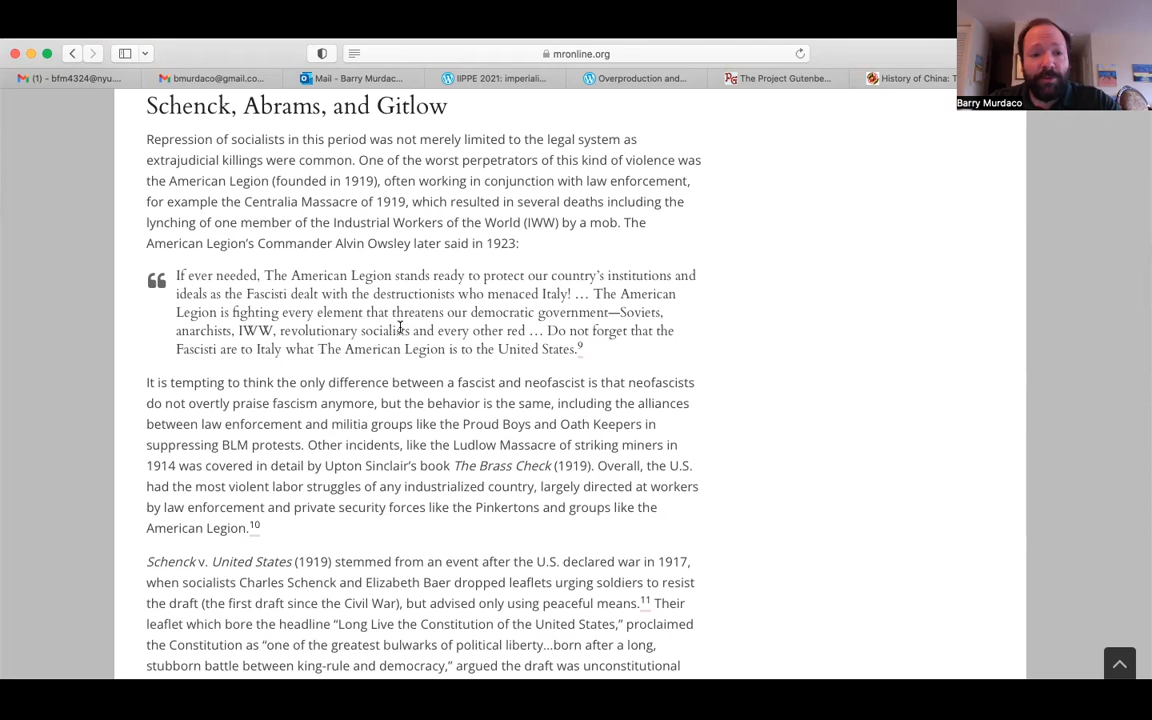 mronline.org
(1) - bfm4324@nyu....
bmurdaco@gmail.co...
Mail - Barry Murdac...
IIPPE 2021: imperiali...
Overproduction and...
PG The Project Gutenbe...
History of China: T
Barry Murdaco
Schenck, Abrams, and Gitlow
Repression of socialists in this period was not merely limited to the legal system as
extrajudicial killings were common. One of the worst perpetrators of this kind of violence was
the American Legion (founded in 1919), often working in conjunction with law enforcement,
for example the Centralia Massacre of 1919, which resulted in several deaths including the
lynching of one member of the Industrial Workers of the World (IWW) by a mob. The
American Legion's Commander Alvin Owsley later said in 1923:
If ever needed, The American Legion stands ready to protect our country's institutions and
ideals as the Fascisti dealt with the destructionists who menaced Italy! … The American
Legion is fighting every element that threatens our democratic government—Soviets,
anarchists, IWW, revolutionary socialists and every other red … Do not forget that the
Fascisti are to Italy what The American Legion is to the United States.9
It is tempting to think the only difference between a fascist and neofascist is that neofascists
do not overtly praise fascism anymore, but the behavior is the same, including the alliances
between law enforcement and militia groups like the Proud Boys and Oath Keepers in
suppressing BLM protests. Other incidents, like the Ludlow Massacre of striking miners in
1914 was covered in detail by Upton Sinclair's book The Brass Check (1919). Overall, the U.S.
had the most violent labor struggles of any industrialized country, largely directed at workers
by law enforcement and private security forces like the Pinkertons and groups like the
American Legion.10
Schenck v. United States (1919) stemmed from an event after the U.S. declared war in 1917,
when socialists Charles Schenck and Elizabeth Baer dropped leaflets urging soldiers to resist
the draft (the first draft since the Civil War), but advised only using peaceful means.11 Their
leaflet which bore the headline "Long Live the Constitution of the United States," proclaimed
the Constitution as "one of the greatest bulwarks of political liberty…born after a long,
stubborn battle between king-rule and democracy," argued the draft was unconstitutional